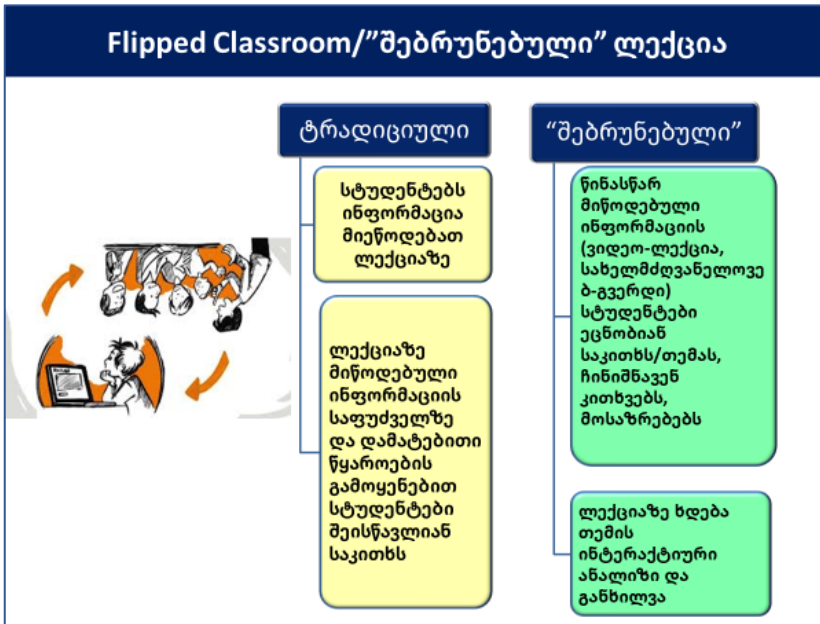 Flipped Classroom/”შებრუნებული” ლექცია
ტრადიციული
სტუდენტებს
ინფორმაცია
მიეწოდებათ
ლექციაზე
ლექციაზე
მიწოდებული
ინფორმაციის
საფუძველზე
და დამატებითი
წყაროების
გამოყენებით
სტუდენტები
შეისწავლიან
საკითხს
“შებრუნებული”
წინასწარ
მიწოდებული
ინფორმაციის
(ვიდეო-ლექცია,
სახელმძღვანელოვე
ბ-გვერდი)
სტუდენტები
ეცნობიან
საკითხს/თემას,
ჩინიშნავენ
კითხვებს,
მოსაზრებებს
ლექციაზე ხდება
თემის
ინტერაქტიური
ანალიზი და
განხილვა